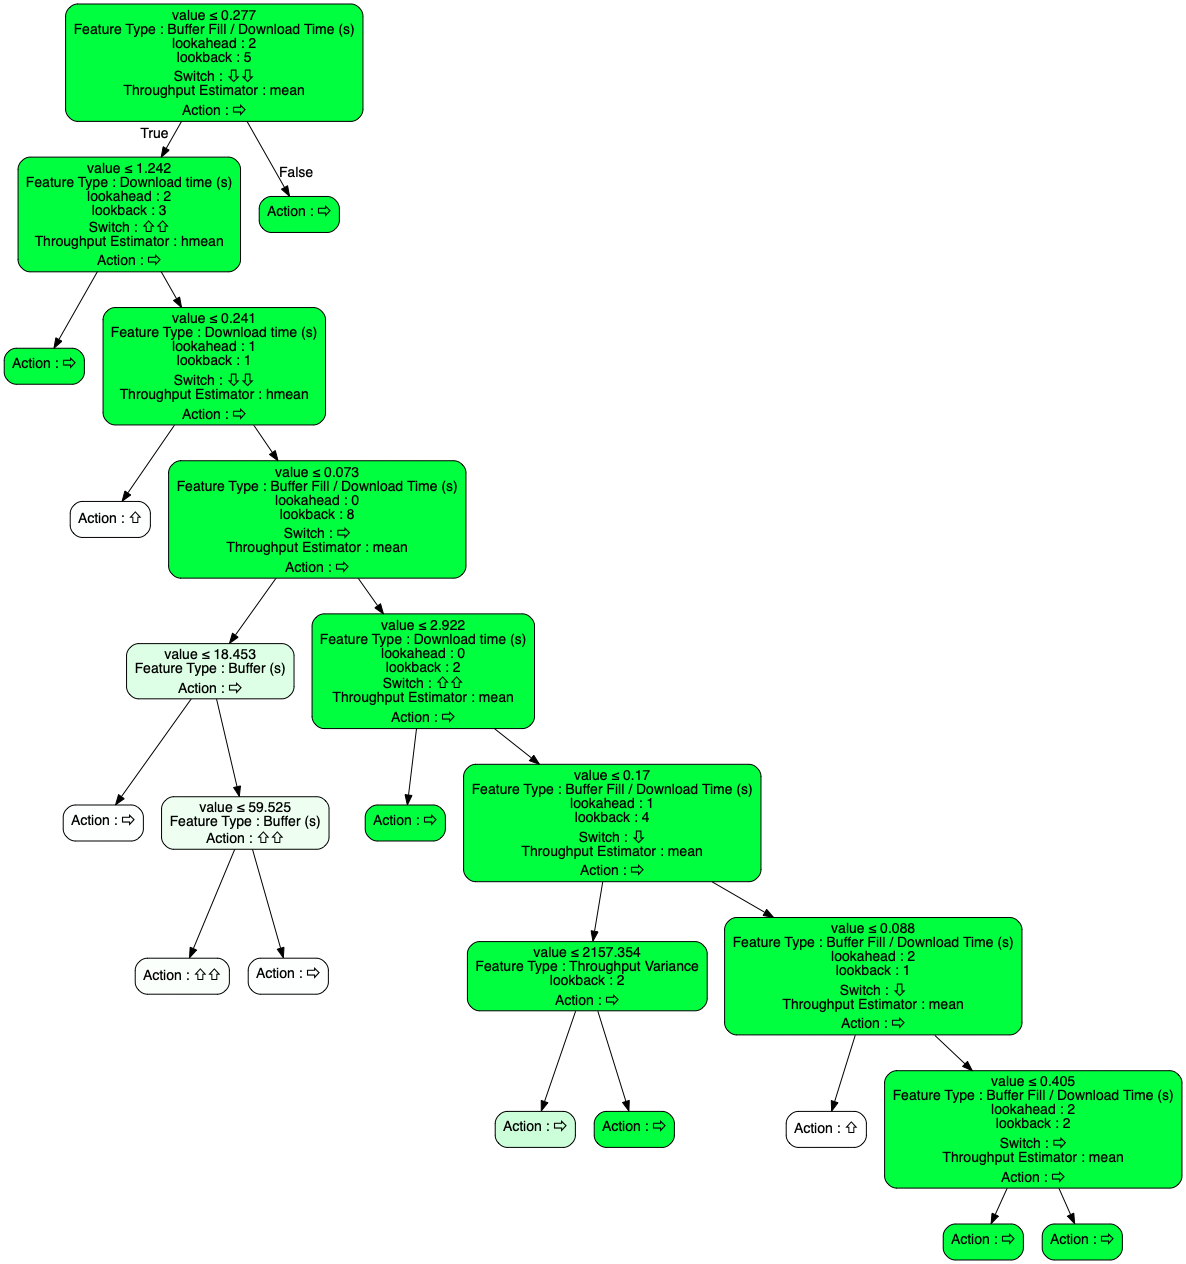 value ≤ 0.277
Feature Type : Buffer Fill / Download Time (s)
lookahead : 2
lookback : 5
Switch : ⇩⇩
Throughput Estimator : mean
Action : ⇨
True
False
value ≤ 1.242
Feature Type : Download time (s)
lookahead : 2
lookback : 3
Switch : ⇧⇧
Throughput Estimator : hmean
Action : ⇨
Action : ⇨
Action : ⇨
value ≤ 0.241
Feature Type : Download time (s)
lookahead : 1
lookback : 1
Switch : ⇩⇩
Throughput Estimator : hmean
Action : ⇨
Action : ⇧
value ≤ 0.073
Feature Type : Buffer Fill / Download Time (s)
lookahead : 0
lookback : 8
Switch : ⇨
Throughput Estimator : mean
Action : ⇨
value ≤ 18.453
Feature Type : Buffer (s)
Action : ⇨
value ≤ 2.922
Feature Type : Download time (s)
lookahead : 0
lookback : 2
Switch : ⇧⇧
Throughput Estimator : mean
Action : ⇨
Action : ⇨
value ≤ 59.525
Feature Type : Buffer (s)
Action : ⇧⇧
Action : ⇨
value ≤ 0.17
Feature Type : Buffer Fill / Download Time (s)
lookahead : 1
lookback : 4
Switch : ⇩
Throughput Estimator : mean
Action : ⇨
Action : ⇧⇧
Action : ⇨
value ≤ 2157.354
Feature Type : Throughput Variance
lookback : 2
Action : ⇨
value ≤ 0.088
Feature Type : Buffer Fill / Download Time (s)
lookahead : 2
lookback : 1
Switch : ⇩
Throughput Estimator : mean
Action : ⇨
Action : ⇨
Action : ⇨
Action : ⇧
value ≤ 0.405
Feature Type : Buffer Fill / Download Time (s)
lookahead : 2
lookback : 2
Switch : ⇨
Throughput Estimator : mean
Action : ⇨
Action : ⇨
Action : ⇨